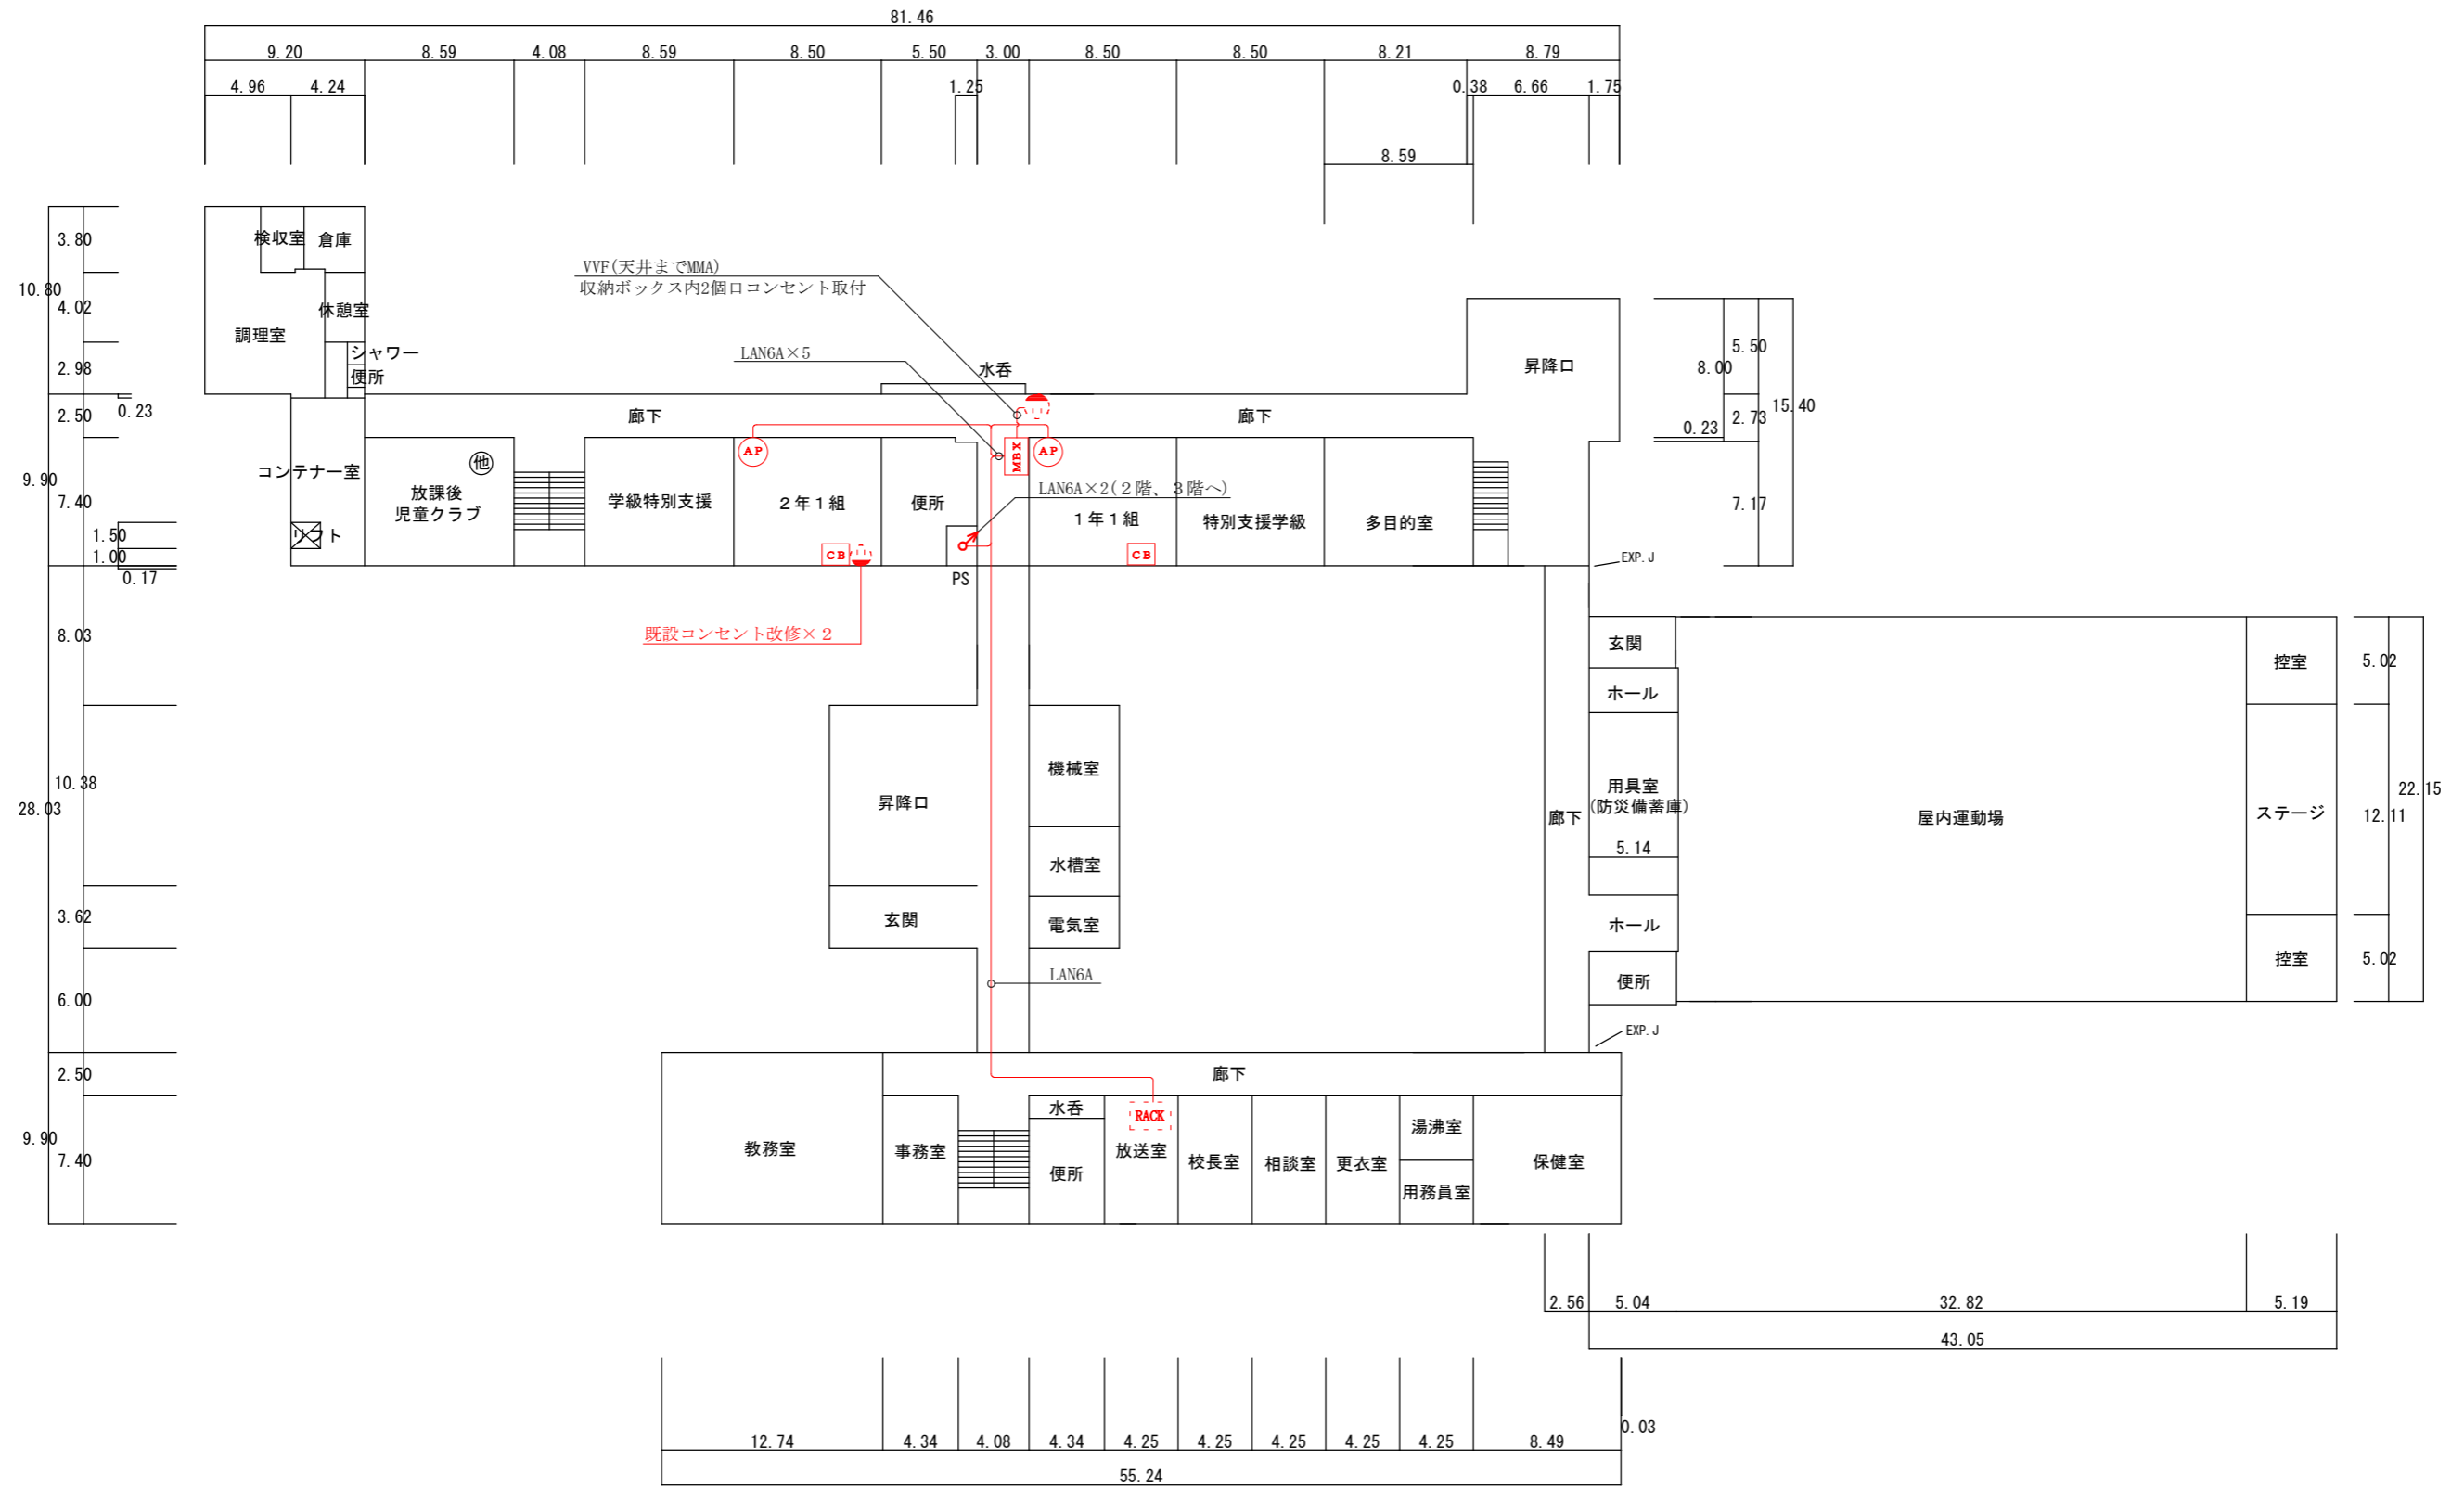 81.46
9.20
8.59
4.08
8.59
8.50
5.50
3.00
8.50
8.50
8.21
8.79
4.96
4.24
1.25
0.38
6.66
1.75
8.59
3.80
10.80
4.02
2.98
2.50
0.23
9.90
7.40
1.50
1.00
0.17
8.03
10.38
28.03
3.62
6.00
2.50
9.90
7.40
検収室
倉庫
休憩室
調理室
シャワー
便所
コンテナー室
リフト
VVF(天井までMMA)
収納ボックス内2個口コンセント取付
LAN6A×5
水呑
廊下
廊下
昇降口
AP
MBX
AP
他
放課後
児童クラブ
学級特別支援
2年1組
便所
LAN6A×2(2階、3階へ)
1年1組
特別支援学級
多目的室
CB
CB
PS
既設コンセント改修×2
EXP.J
5.50
8.00
2.73
15.40
0.23
7.17
玄関
ホール
用具室
(防災備蓄庫)
5.14
廊下
ホール
便所
EXP.J
屋内運動場
控室
ステージ
控室
5.02
12.11
22.15
5.02
機械室
昇降口
水槽室
玄関
電気室
LAN6A
廊下
水呑
RACK
教務室
事務室
便所
放送室
校長室
相談室
更衣室
湯沸室
用務員室
保健室
2.56
5.04
32.82
5.19
43.05
12.74
4.34
4.08
4.34
4.25
4.25
4.25
4.25
4.25
8.49
0.03
55.24